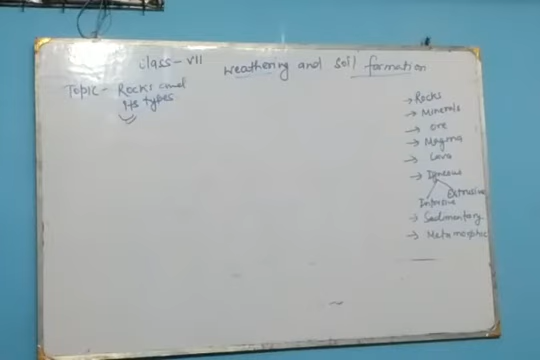 Class - VII
Weathering and Soil formation
Topic - Rocks and
its types
→ Rocks
→ Minerals
→ Ore
→ Magma
→ Lava
→ Igneous
Extrusive
Intrusive
→ Sedimentary
→ Metamorphic